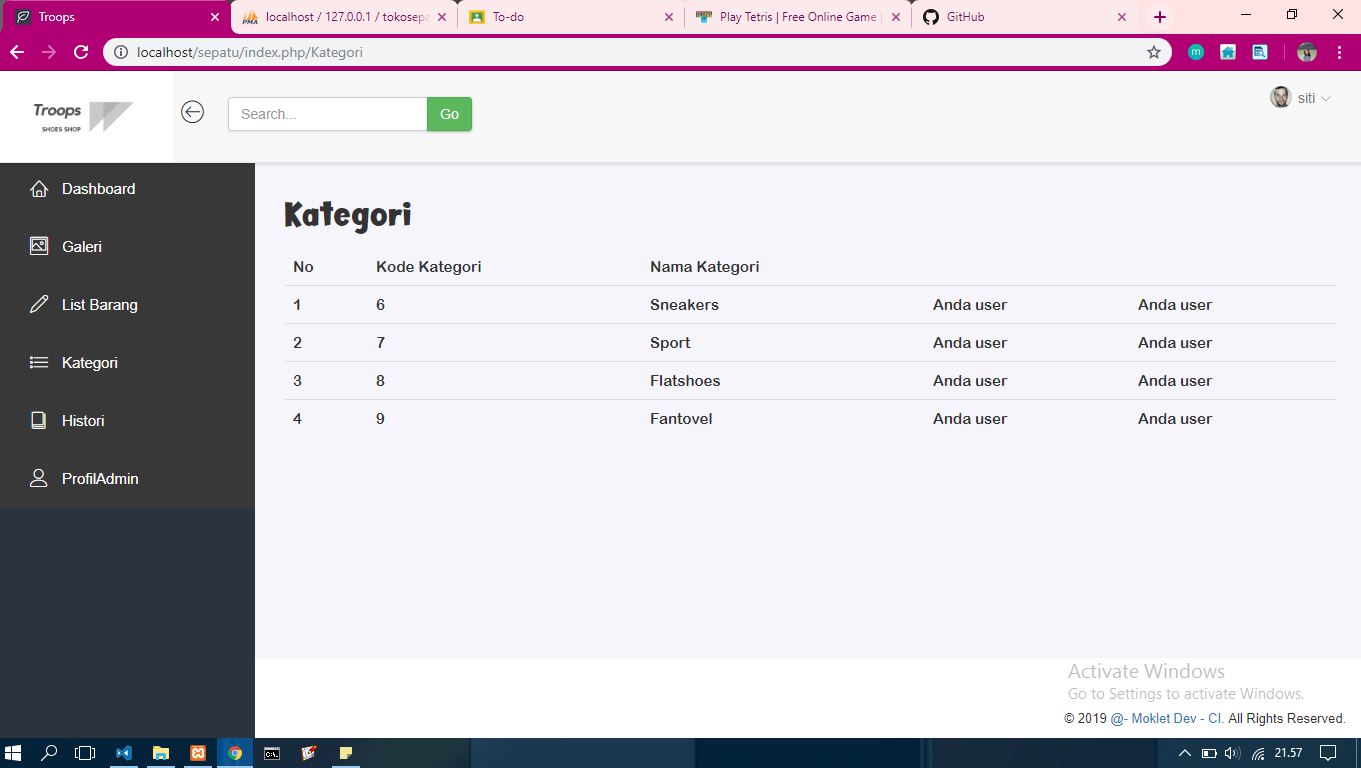 Troops
localhost / 127.0.0.1 / tokosepa
To-do
Play Tetris | Free Online Game
GitHub
localhost/sepatu/index.php/Kategori
m
Troops
SHOES SHOP
Search...
Go
siti
Dashboard
Galeri
List Barang
Kategori
Histori
ProfilAdmin
Kategori
No Kode Kategori Nama Kategori
1 6 Sneakers Anda user Anda user
2 7 Sport Anda user Anda user
3 8 Flatshoes Anda user Anda user
4 9 Fantovel Anda user Anda user
Activate Windows
Go to Settings to activate Windows.
© 2019 @- Moklet Dev - CI. All Rights Reserved.
21.57